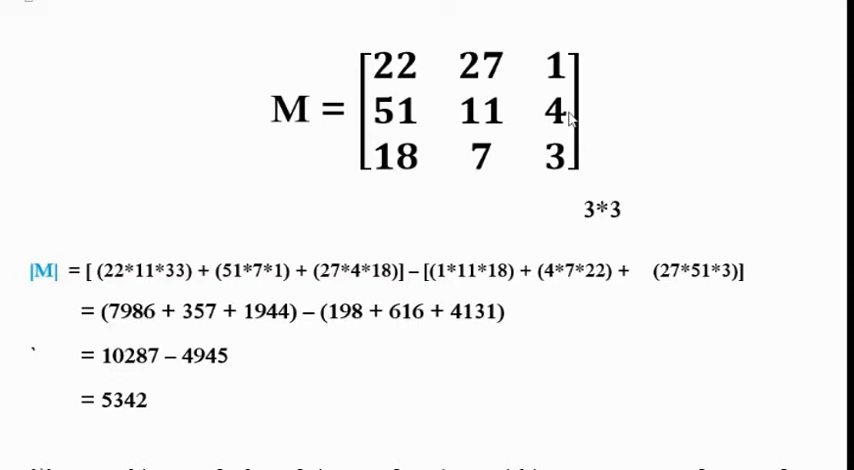 M = [22 27 1
51 11 4
18 7 3]
3*3
|M| = [ (22*11*33) + (51*7*1) + (27*4*18)] – [(1*11*18) + (4*7*22) + (27*51*3)]
= (7986 + 357 + 1944) – (198 + 616 + 4131)
` = 10287 – 4945
= 5342